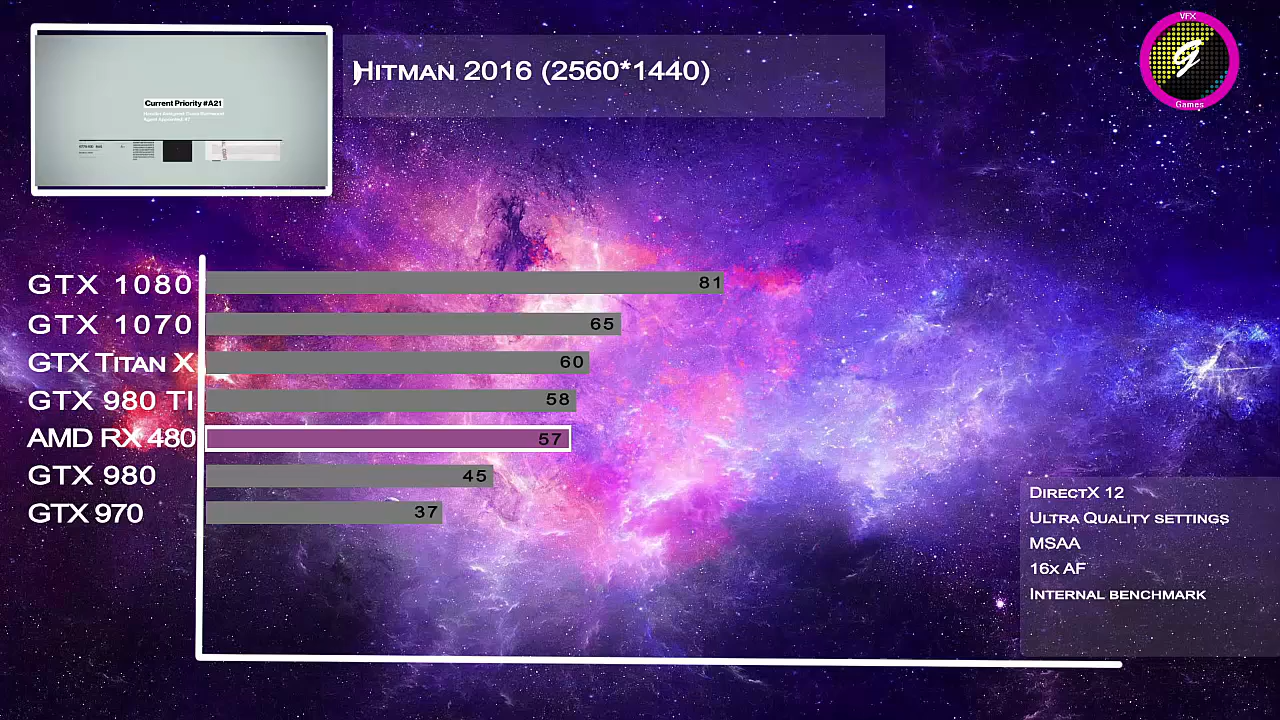 Current Priority #A21
Hitman 2016 (2560*1440)
VFX
g
Games
GTX 1080
81
GTX 1070
65
GTX Titan X
60
GTX 980 TI
58
AMD RX 480
57
GTX 980
45
GTX 970
37
DirectX 12
Ultra Quality settings
MSAA
16x AF
Internal benchmark